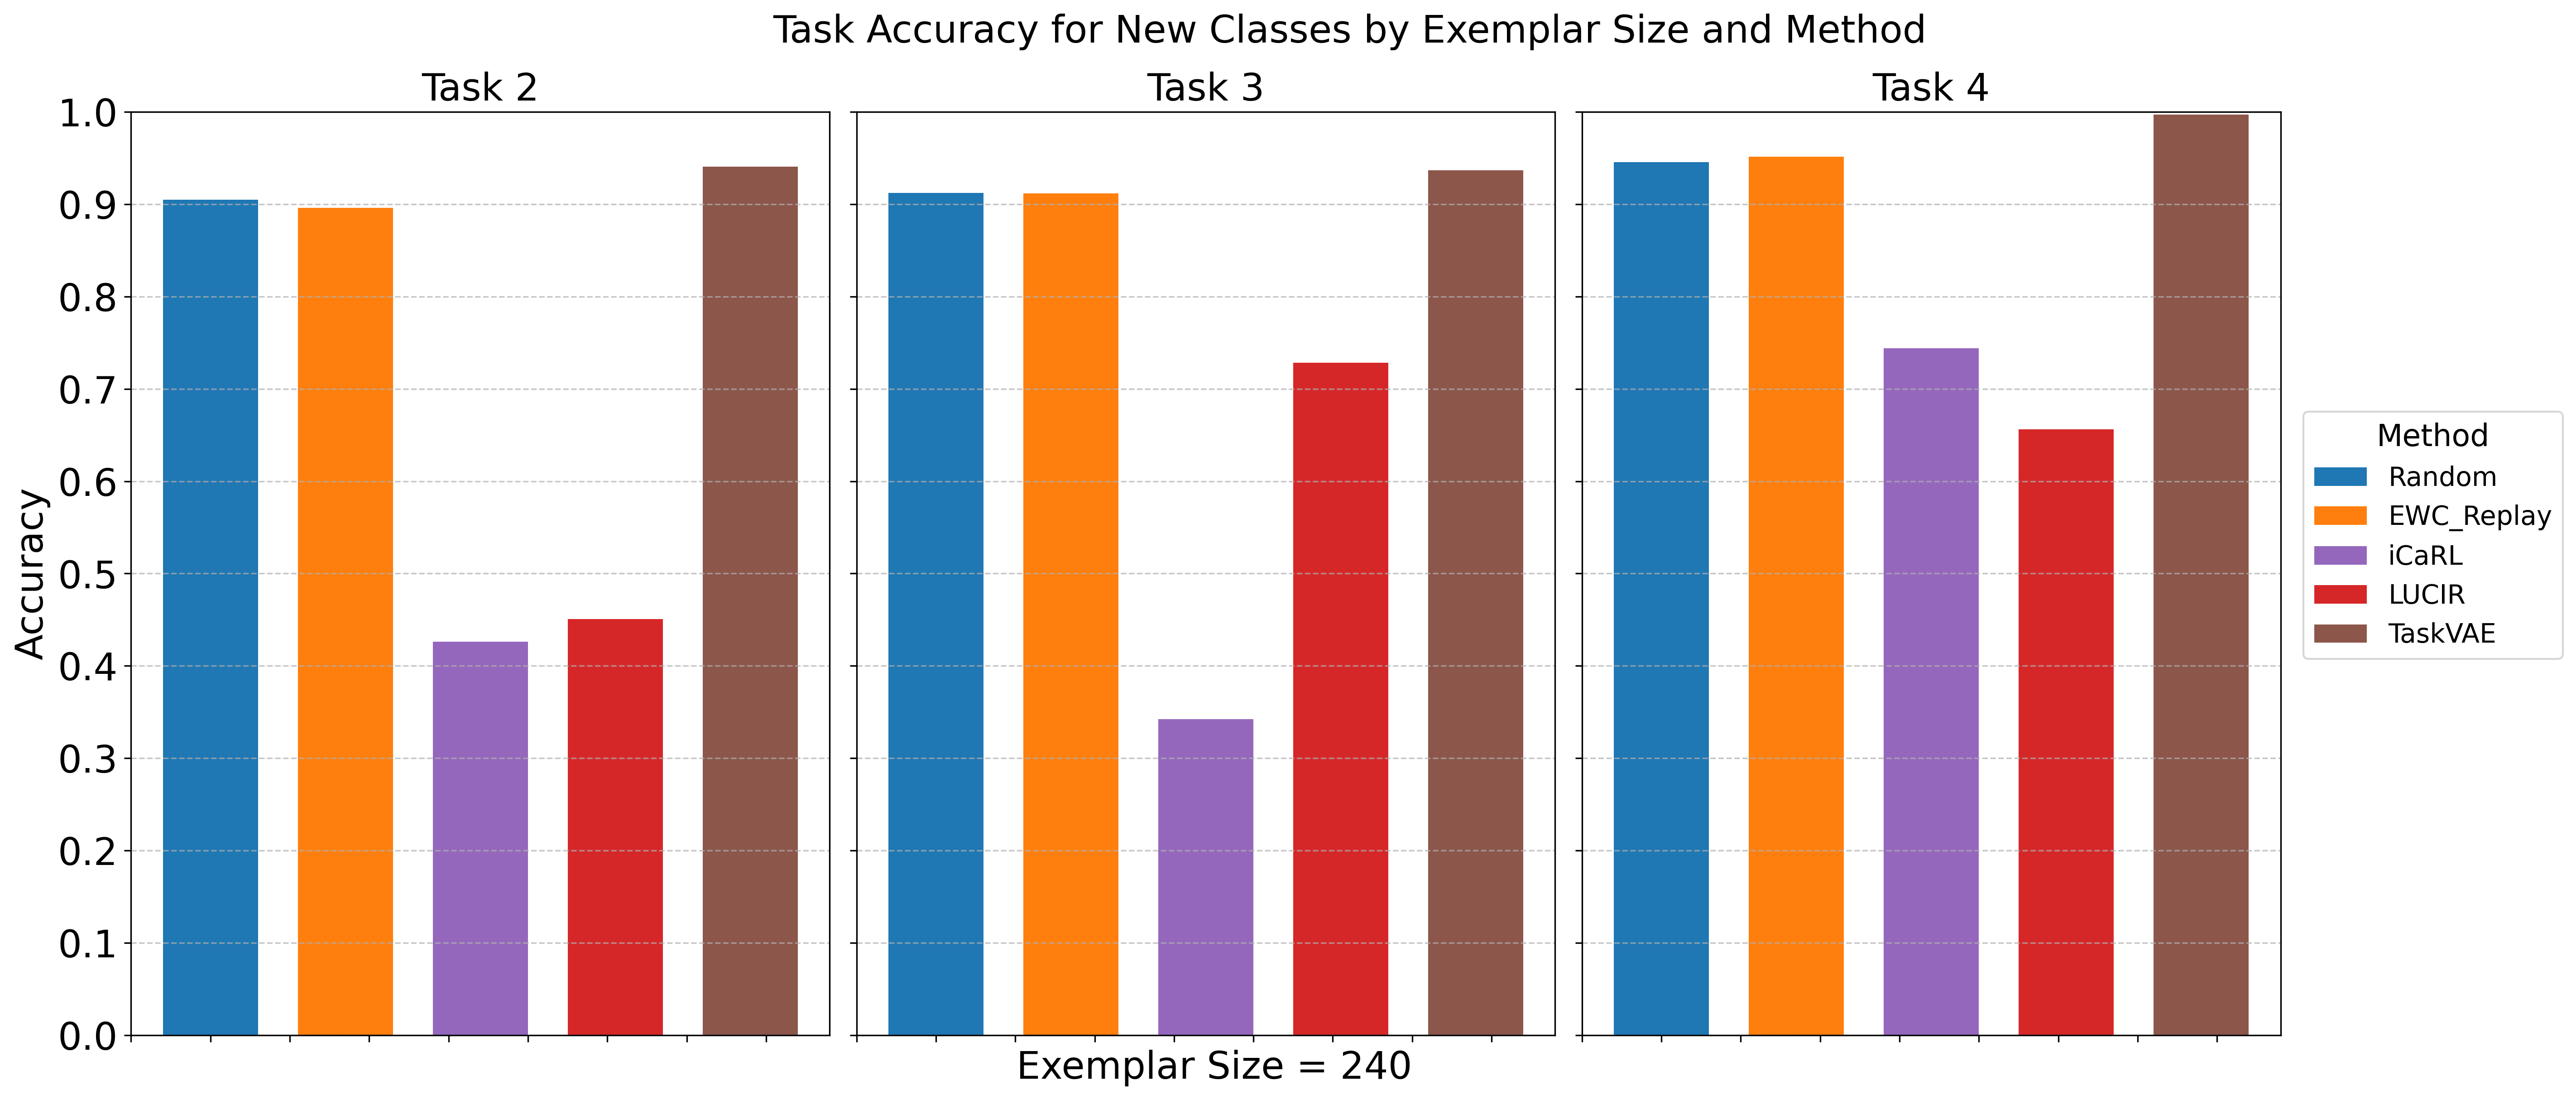 Task Accuracy for New Classes by Exemplar Size and Method
Task 2
Task 3
Task 4
1.0
0.9
0.8
0.7
0.6
0.5
0.4
0.3
0.2
0.1
0.0
Accuracy
Exemplar Size = 240
Method
Random
EWC_Replay
iCaRL
LUCIR
TaskVAE